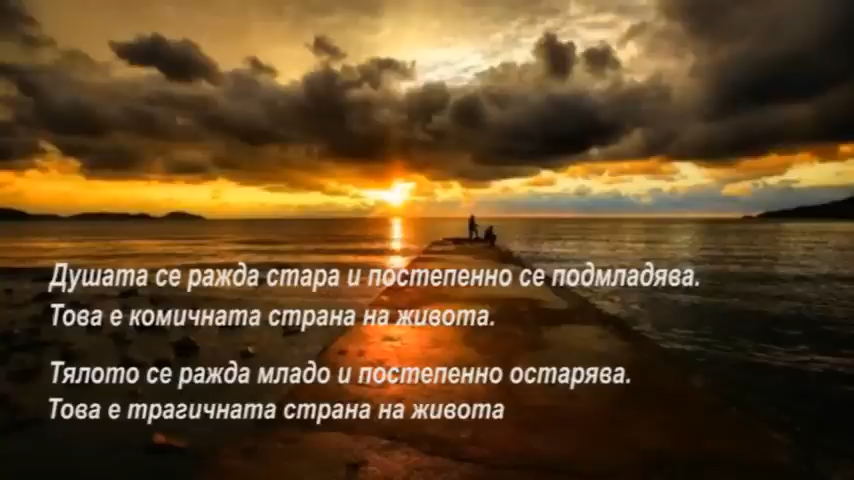 Душата се ражда стара и постепенно се подмладява.
Това е комичната страна на живота.
Тялото се ражда младо и постепенно остарява.
Това е трагичната страна на живота